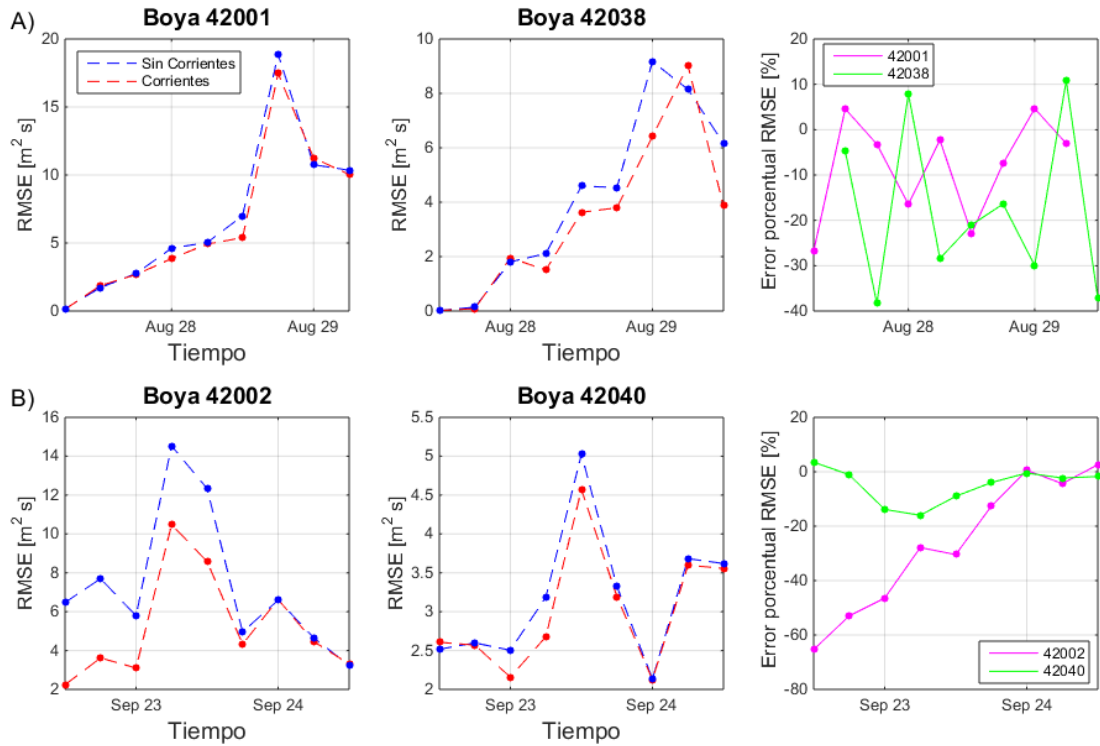 A)
Boya 42001
20
15
10
5
0
RMSE [m² s]
Sin Corrientes
Corrientes
Aug 28
Aug 29
Tiempo
Boya 42038
10
8
6
4
2
0
RMSE [m² s]
Aug 28
Aug 29
Tiempo
20
10
0
-10
-20
-30
-40
Error porcentual RMSE [%]
42001
42038
Aug 28
Aug 29
B)
Boya 42002
16
14
12
10
8
6
4
2
RMSE [m² s]
Sep 23
Sep 24
Tiempo
Boya 42040
5.5
5
4.5
4
3.5
3
2.5
2
RMSE [m² s]
Sep 23
Sep 24
Tiempo
20
0
-20
-40
-60
-80
Error porcentual RMSE [%]
42002
42040
Sep 23
Sep 24